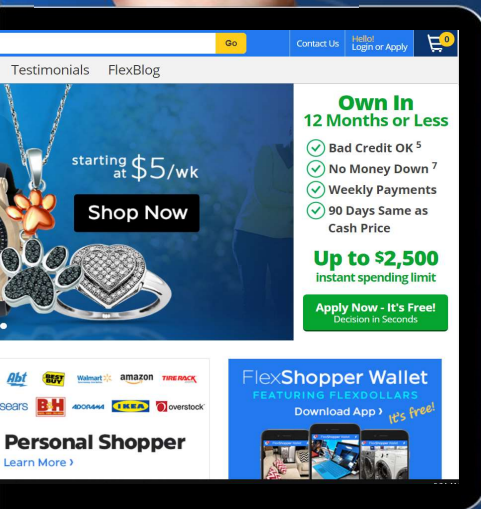 Go
Contact Us
Hello!
Login or Apply
0
Testimonials FlexBlog
starting at $5/wk
Shop Now
Own In
12 Months or Less
Bad Credit OK 5
No Money Down 7
Weekly Payments
90 Days Same as
Cash Price
Up to $2,500
instant spending limit
Apply Now - It's Free!
Decision in Seconds
Abt BEST BUY Walmart amazon TIRE RACK
sears B&H ADORAMA IKEA overstock
Personal Shopper
Learn More ›
FlexShopper Wallet
FEATURING FLEXDOLLARS
Download App › It's free!